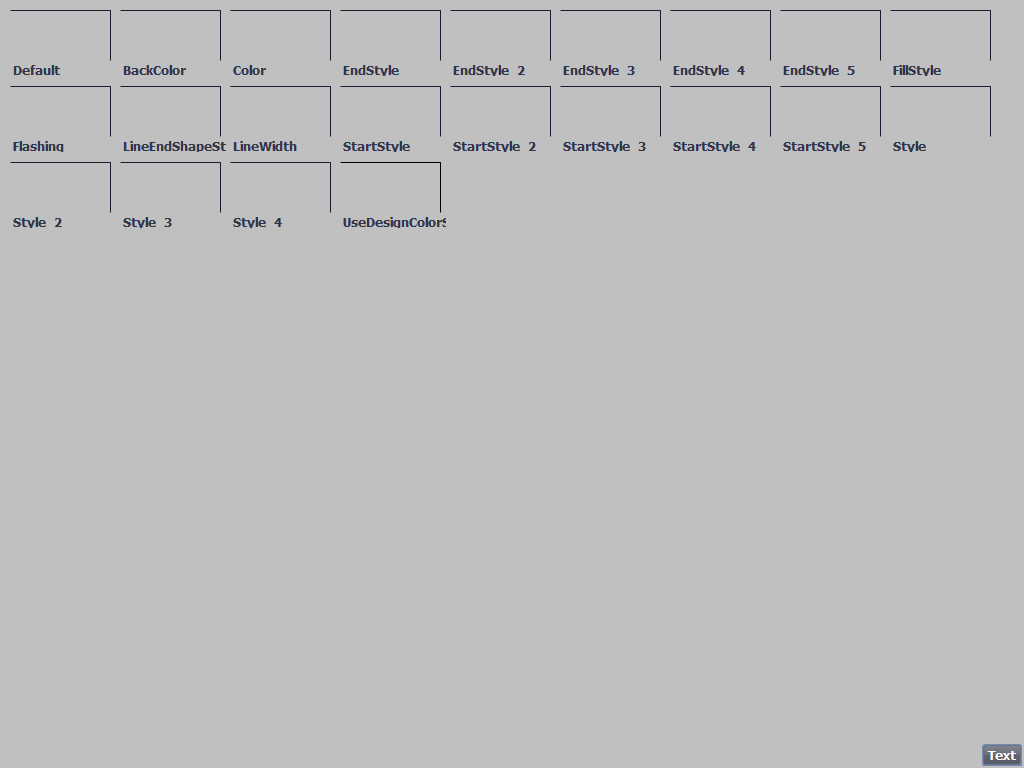 Default BackColor Color EndStyle EndStyle_2 EndStyle_3 EndStyle_4 EndStyle_5 FillStyle
Flashing LineEndShapeSt LineWidth StartStyle StartStyle_2 StartStyle_3 StartStyle_4 StartStyle_5 Style
Style_2 Style_3 Style_4 UseDesignColorS
Text